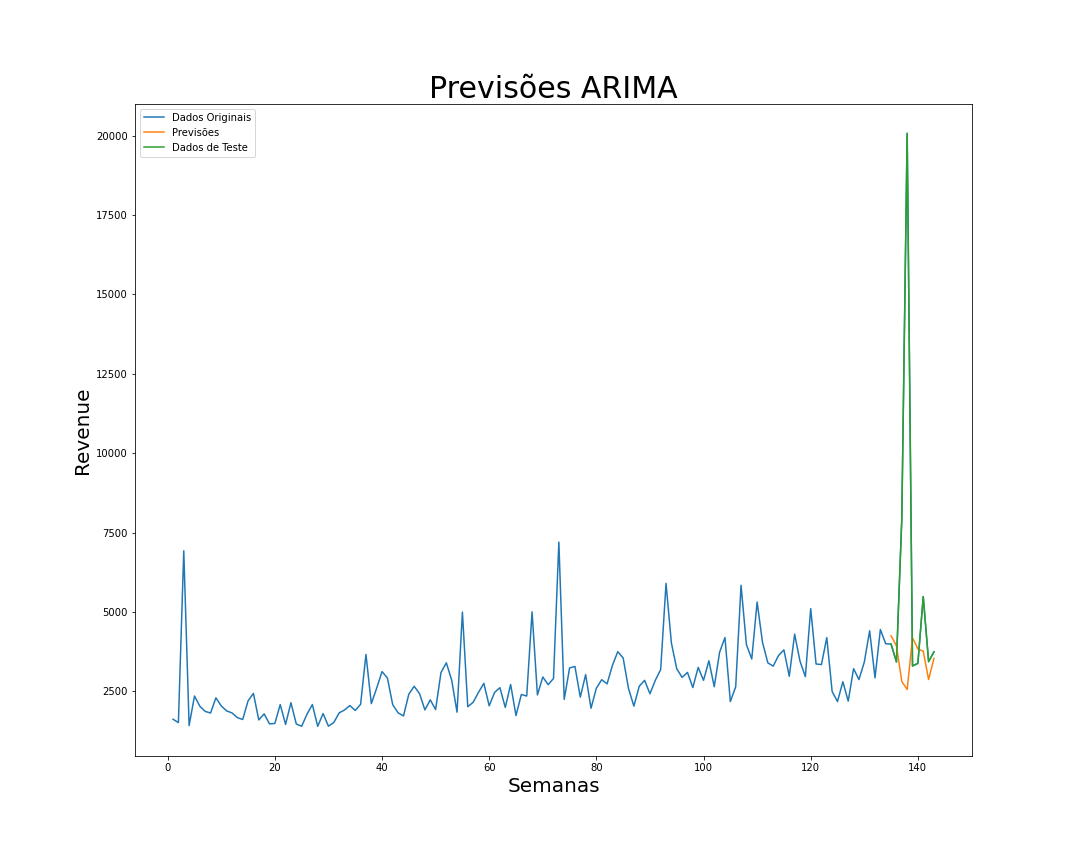 Previsões ARIMA
Dados Originais
Previsões
Dados de Teste
20000
17500
15000
12500
10000
7500
5000
2500
Revenue
0 20 40 60 80 100 120 140
Semanas